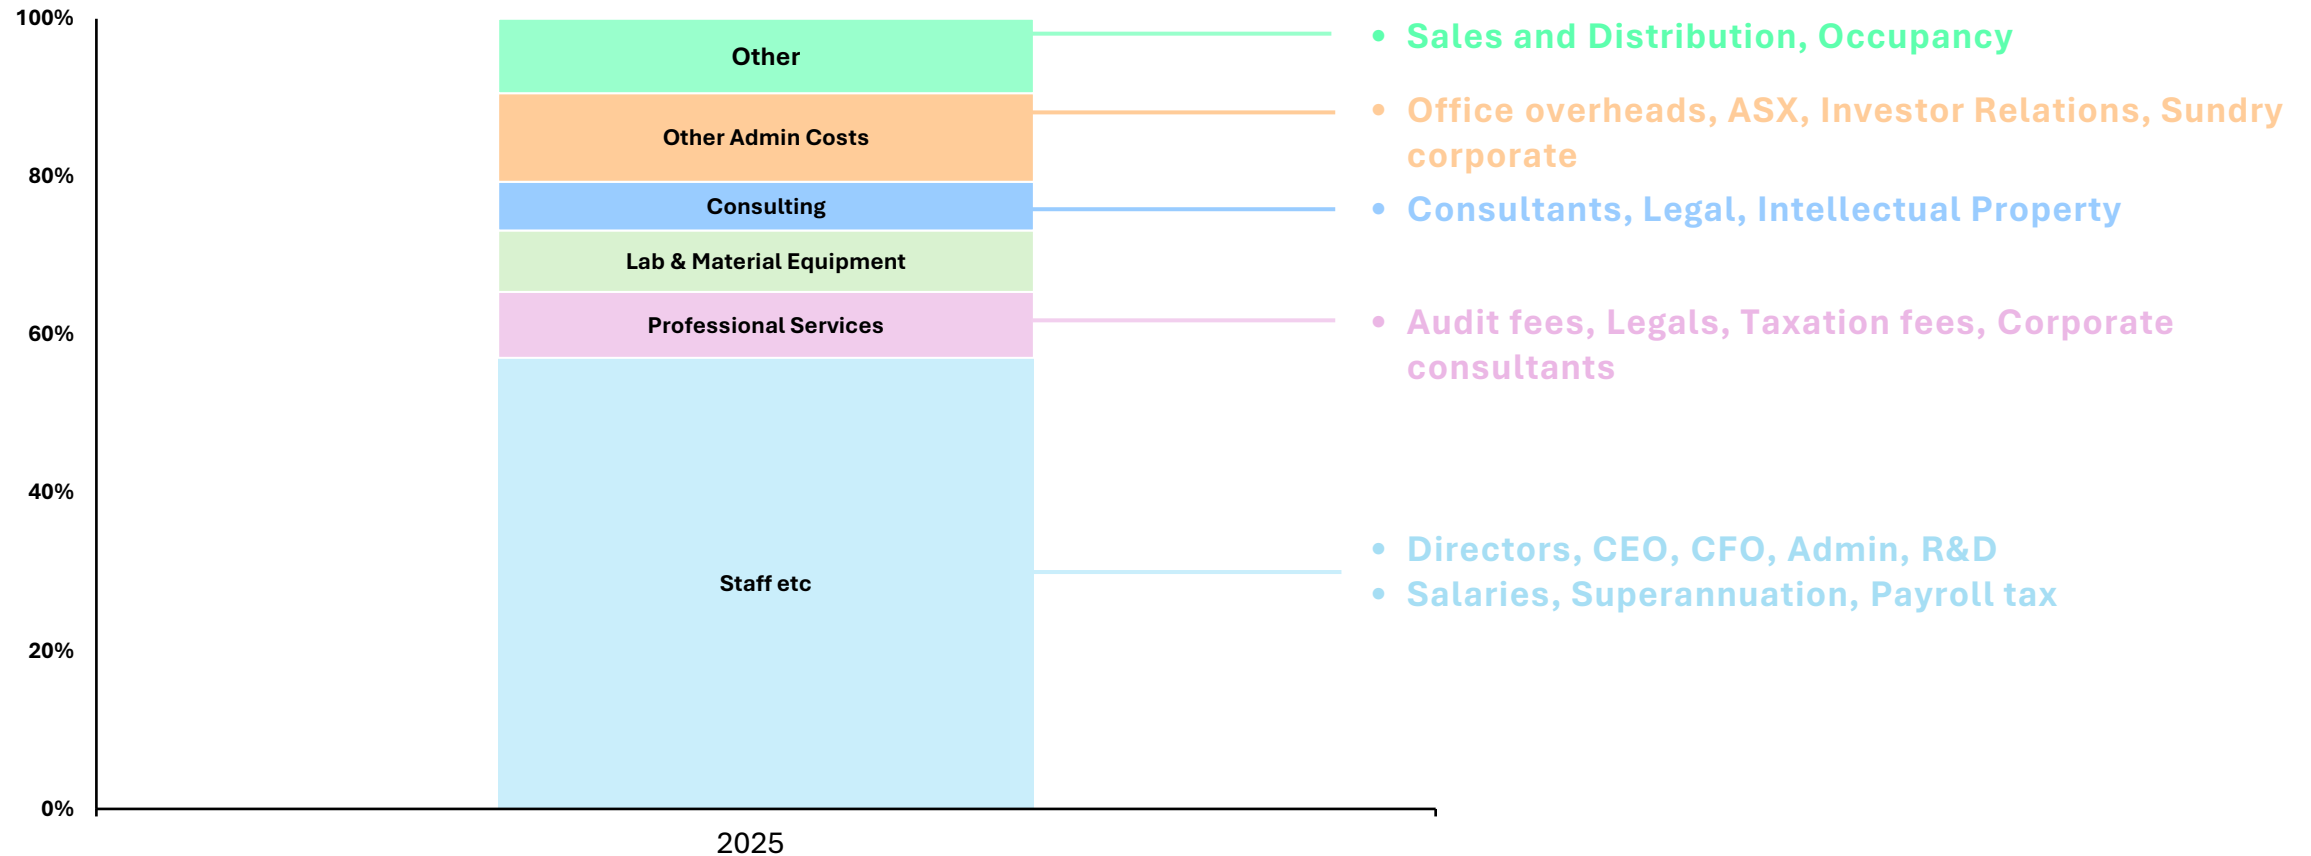 100%
80%
60%
40%
20%
0%
Other
Other Admin Costs
Consulting
Lab & Material Equipment
Professional Services
Staff etc
2025
• Sales and Distribution, Occupancy
• Office overheads, ASX, Investor Relations, Sundry
corporate
• Consultants, Legal, Intellectual Property
• Audit fees, Legals, Taxation fees, Corporate
consultants
• Directors, CEO, CFO, Admin, R&D
• Salaries, Superannuation, Payroll tax